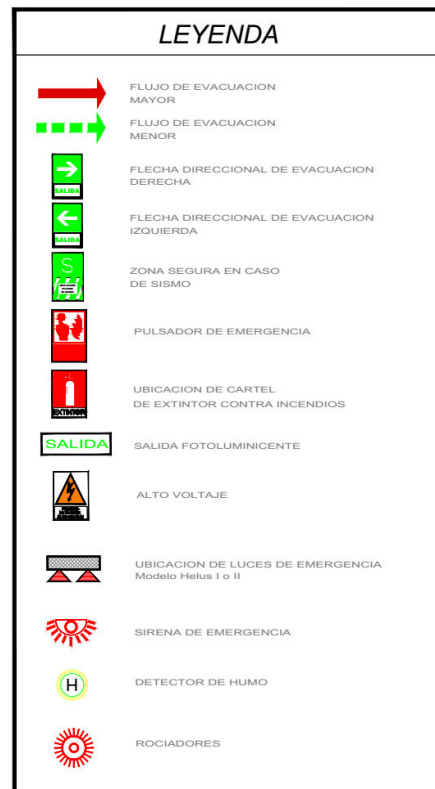 LEYENDA
FLUJO DE EVACUACION
MAYOR
FLUJO DE EVACUACION
MENOR
SALIDA
FLECHA DIRECCIONAL DE EVACUACION
DERECHA
SALIDA
FLECHA DIRECCIONAL DE EVACUACION
IZQUIERDA
S
ZONA SEGURA EN CASO
DE SISMO
PULSADOR DE EMERGENCIA
EXTINTOR
UBICACION DE CARTEL
DE EXTINTOR CONTRA INCENDIOS
SALIDA
SALIDA FOTOLUMINICENTE
ALTO VOLTAJE
UBICACION DE LUCES DE EMERGENCIA
Modelo Helus I o II
SIRENA DE EMERGENCIA
H
DETECTOR DE HUMO
ROCIADORES